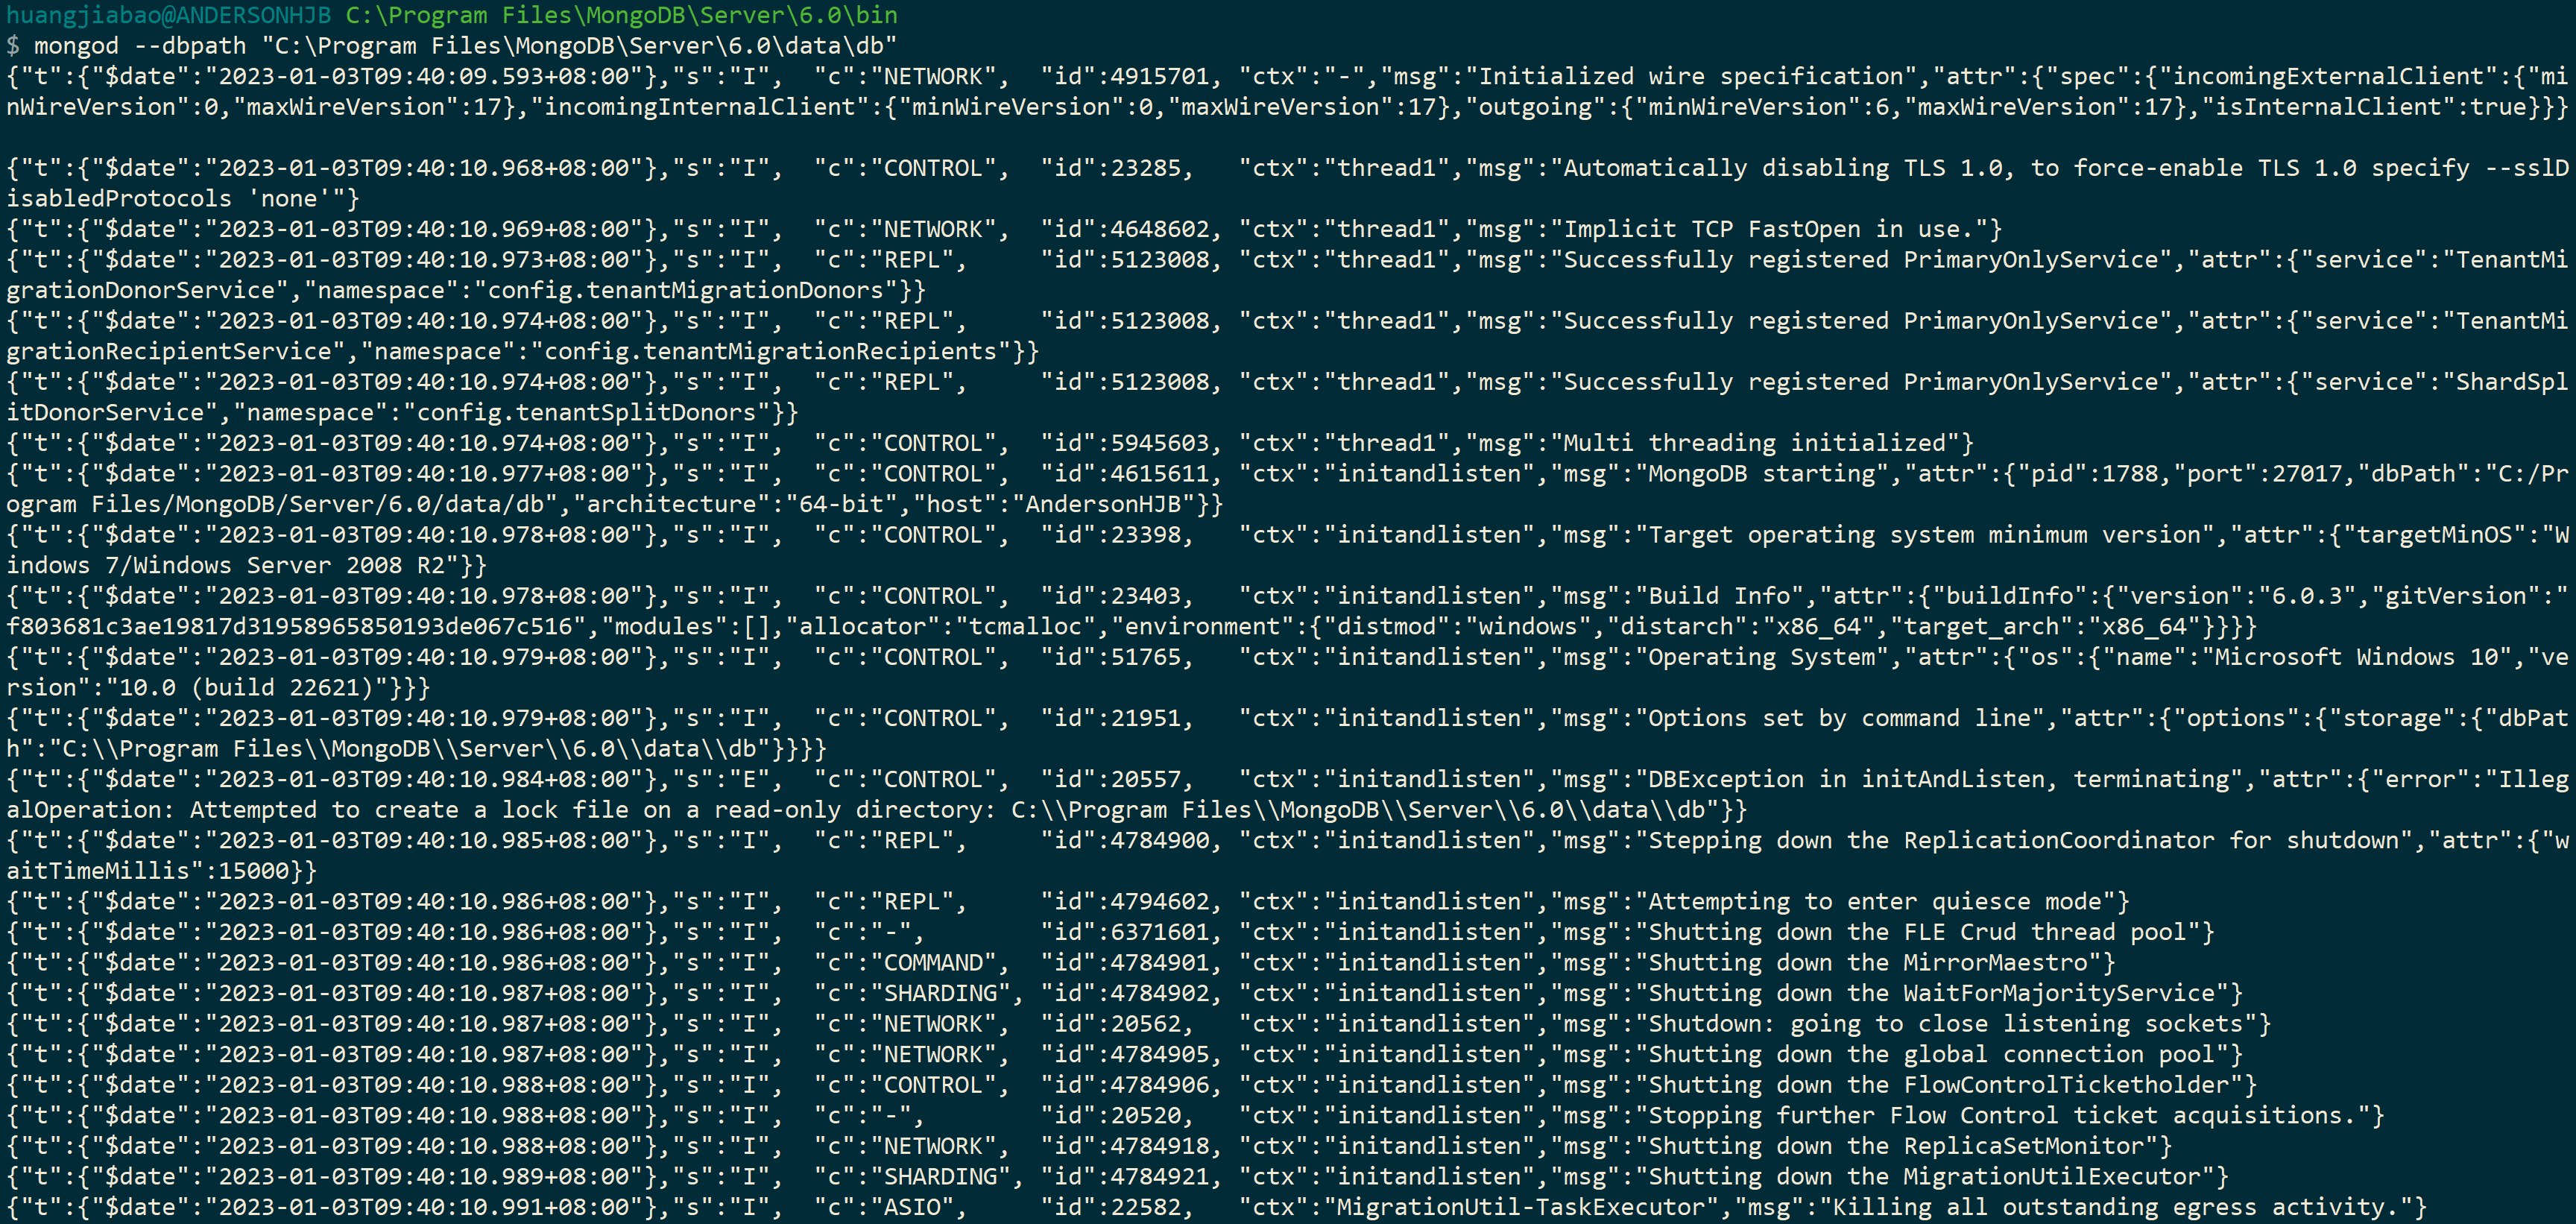 huangjiabao@ANDERSONHJB C:\Program Files\MongoDB\Server\6.0\bin
$ mongod --dbpath "C:\Program Files\MongoDB\Server\6.0\data\db"
{"t":{"$date":"2023-01-03T09:40:09.593+08:00"},"s":"I",  "c":"NETWORK",  "id":4915701, "ctx":"-","msg":"Initialized wire specification","attr":{"spec":{"incomingExternalClient":{"mi
nWireVersion":0,"maxWireVersion":17},"incomingInternalClient":{"minWireVersion":0,"maxWireVersion":17},"outgoing":{"minWireVersion":6,"maxWireVersion":17},"isInternalClient":true}}}
{"t":{"$date":"2023-01-03T09:40:10.968+08:00"},"s":"I",  "c":"CONTROL",  "id":23285,   "ctx":"thread1","msg":"Automatically disabling TLS 1.0, to force-enable TLS 1.0 specify --sslD
isabledProtocols 'none'"}
{"t":{"$date":"2023-01-03T09:40:10.969+08:00"},"s":"I",  "c":"NETWORK",  "id":4648602, "ctx":"thread1","msg":"Implicit TCP FastOpen in use."}
{"t":{"$date":"2023-01-03T09:40:10.973+08:00"},"s":"I",  "c":"REPL",     "id":5123008, "ctx":"thread1","msg":"Successfully registered PrimaryOnlyService","attr":{"service":"TenantMi
grationDonorService","namespace":"config.tenantMigrationDonors"}}
{"t":{"$date":"2023-01-03T09:40:10.974+08:00"},"s":"I",  "c":"REPL",     "id":5123008, "ctx":"thread1","msg":"Successfully registered PrimaryOnlyService","attr":{"service":"TenantMi
grationRecipientService","namespace":"config.tenantMigrationRecipients"}}
{"t":{"$date":"2023-01-03T09:40:10.974+08:00"},"s":"I",  "c":"REPL",     "id":5123008, "ctx":"thread1","msg":"Successfully registered PrimaryOnlyService","attr":{"service":"ShardSpl
itDonorService","namespace":"config.tenantSplitDonors"}}
{"t":{"$date":"2023-01-03T09:40:10.974+08:00"},"s":"I",  "c":"CONTROL",  "id":5945603, "ctx":"thread1","msg":"Multi threading initialized"}
{"t":{"$date":"2023-01-03T09:40:10.977+08:00"},"s":"I",  "c":"CONTROL",  "id":4615611, "ctx":"initandlisten","msg":"MongoDB starting","attr":{"pid":1788,"port":27017,"dbPath":"C:/Pr
ogram Files/MongoDB/Server/6.0/data/db","architecture":"64-bit","host":"AndersonHJB"}}
{"t":{"$date":"2023-01-03T09:40:10.978+08:00"},"s":"I",  "c":"CONTROL",  "id":23398,   "ctx":"initandlisten","msg":"Target operating system minimum version","attr":{"targetMinOS":"W
indows 7/Windows Server 2008 R2"}}
{"t":{"$date":"2023-01-03T09:40:10.978+08:00"},"s":"I",  "c":"CONTROL",  "id":23403,   "ctx":"initandlisten","msg":"Build Info","attr":{"buildInfo":{"version":"6.0.3","gitVersion":"
f803681c3ae19817d31958965850193de067c516","modules":[],"allocator":"tcmalloc","environment":{"distmod":"windows","distarch":"x86_64","target_arch":"x86_64"}}}}
{"t":{"$date":"2023-01-03T09:40:10.979+08:00"},"s":"I",  "c":"CONTROL",  "id":51765,   "ctx":"initandlisten","msg":"Operating System","attr":{"os":{"name":"Microsoft Windows 10","ve
rsion":"10.0 (build 22621)"}}}
{"t":{"$date":"2023-01-03T09:40:10.979+08:00"},"s":"I",  "c":"CONTROL",  "id":21951,   "ctx":"initandlisten","msg":"Options set by command line","attr":{"options":{"storage":{"dbPat
h":"C:\\Program Files\\MongoDB\\Server\\6.0\\data\\db"}}}}
{"t":{"$date":"2023-01-03T09:40:10.984+08:00"},"s":"E",  "c":"CONTROL",  "id":20557,   "ctx":"initandlisten","msg":"DBException in initAndListen, terminating","attr":{"error":"Illeg
alOperation: Attempted to create a lock file on a read-only directory: C:\\Program Files\\MongoDB\\Server\\6.0\\data\\db"}}
{"t":{"$date":"2023-01-03T09:40:10.985+08:00"},"s":"I",  "c":"REPL",     "id":4784900, "ctx":"initandlisten","msg":"Stepping down the ReplicationCoordinator for shutdown","attr":{"w
aitTimeMillis":15000}}
{"t":{"$date":"2023-01-03T09:40:10.986+08:00"},"s":"I",  "c":"REPL",     "id":4794602, "ctx":"initandlisten","msg":"Attempting to enter quiesce mode"}
{"t":{"$date":"2023-01-03T09:40:10.986+08:00"},"s":"I",  "c":"-",        "id":6371601, "ctx":"initandlisten","msg":"Shutting down the FLE Crud thread pool"}
{"t":{"$date":"2023-01-03T09:40:10.986+08:00"},"s":"I",  "c":"COMMAND",  "id":4784901, "ctx":"initandlisten","msg":"Shutting down the MirrorMaestro"}
{"t":{"$date":"2023-01-03T09:40:10.987+08:00"},"s":"I",  "c":"SHARDING", "id":4784902, "ctx":"initandlisten","msg":"Shutting down the WaitForMajorityService"}
{"t":{"$date":"2023-01-03T09:40:10.987+08:00"},"s":"I",  "c":"NETWORK",  "id":20562,   "ctx":"initandlisten","msg":"Shutdown: going to close listening sockets"}
{"t":{"$date":"2023-01-03T09:40:10.987+08:00"},"s":"I",  "c":"NETWORK",  "id":4784905, "ctx":"initandlisten","msg":"Shutting down the global connection pool"}
{"t":{"$date":"2023-01-03T09:40:10.988+08:00"},"s":"I",  "c":"CONTROL",  "id":4784906, "ctx":"initandlisten","msg":"Shutting down the FlowControlTicketholder"}
{"t":{"$date":"2023-01-03T09:40:10.988+08:00"},"s":"I",  "c":"-",        "id":20520,   "ctx":"initandlisten","msg":"Stopping further Flow Control ticket acquisitions."}
{"t":{"$date":"2023-01-03T09:40:10.988+08:00"},"s":"I",  "c":"NETWORK",  "id":4784918, "ctx":"initandlisten","msg":"Shutting down the ReplicaSetMonitor"}
{"t":{"$date":"2023-01-03T09:40:10.989+08:00"},"s":"I",  "c":"SHARDING", "id":4784921, "ctx":"initandlisten","msg":"Shutting down the MigrationUtilExecutor"}
{"t":{"$date":"2023-01-03T09:40:10.991+08:00"},"s":"I",  "c":"ASIO",     "id":22582,   "ctx":"MigrationUtil-TaskExecutor","msg":"Killing all outstanding egress activity."}